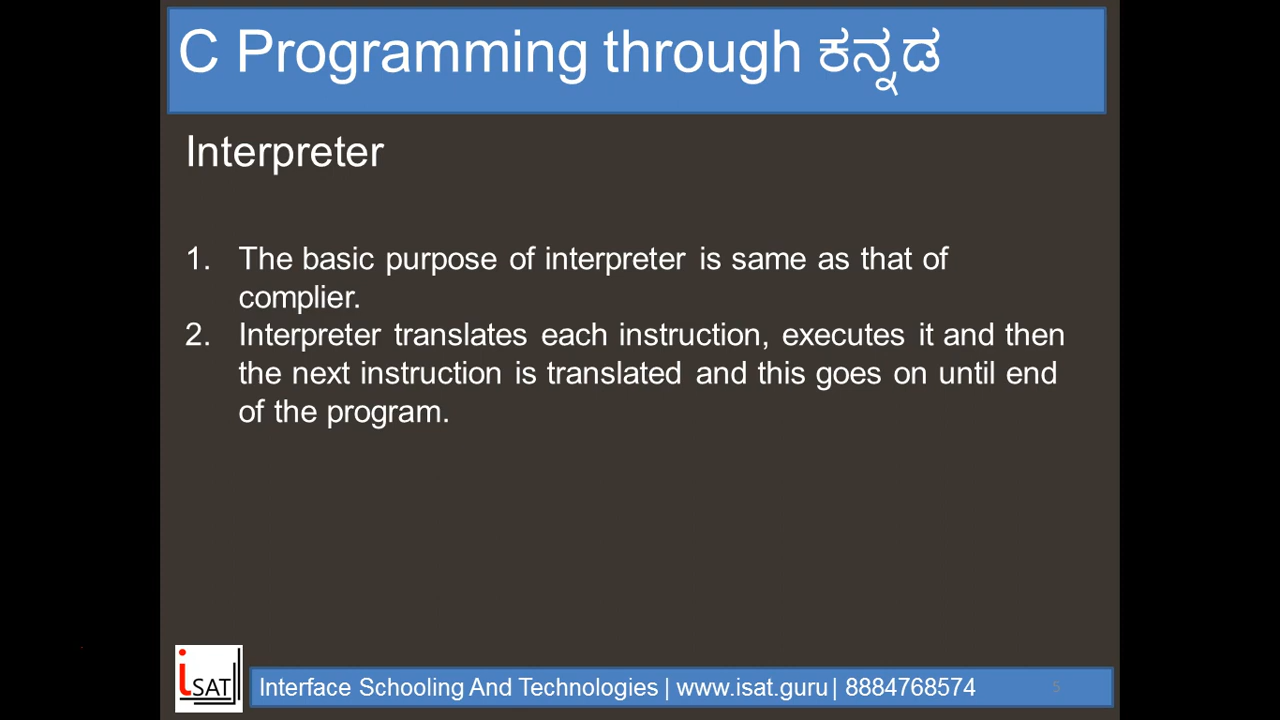 C Programming through ಕನ್ನಡ
Interpreter
1. The basic purpose of interpreter is same as that of
complier.
2. Interpreter translates each instruction, executes it and then
the next instruction is translated and this goes on until end
of the program.
iSAT
Interface Schooling And Technologies | www.isat.guru | 8884768574
5